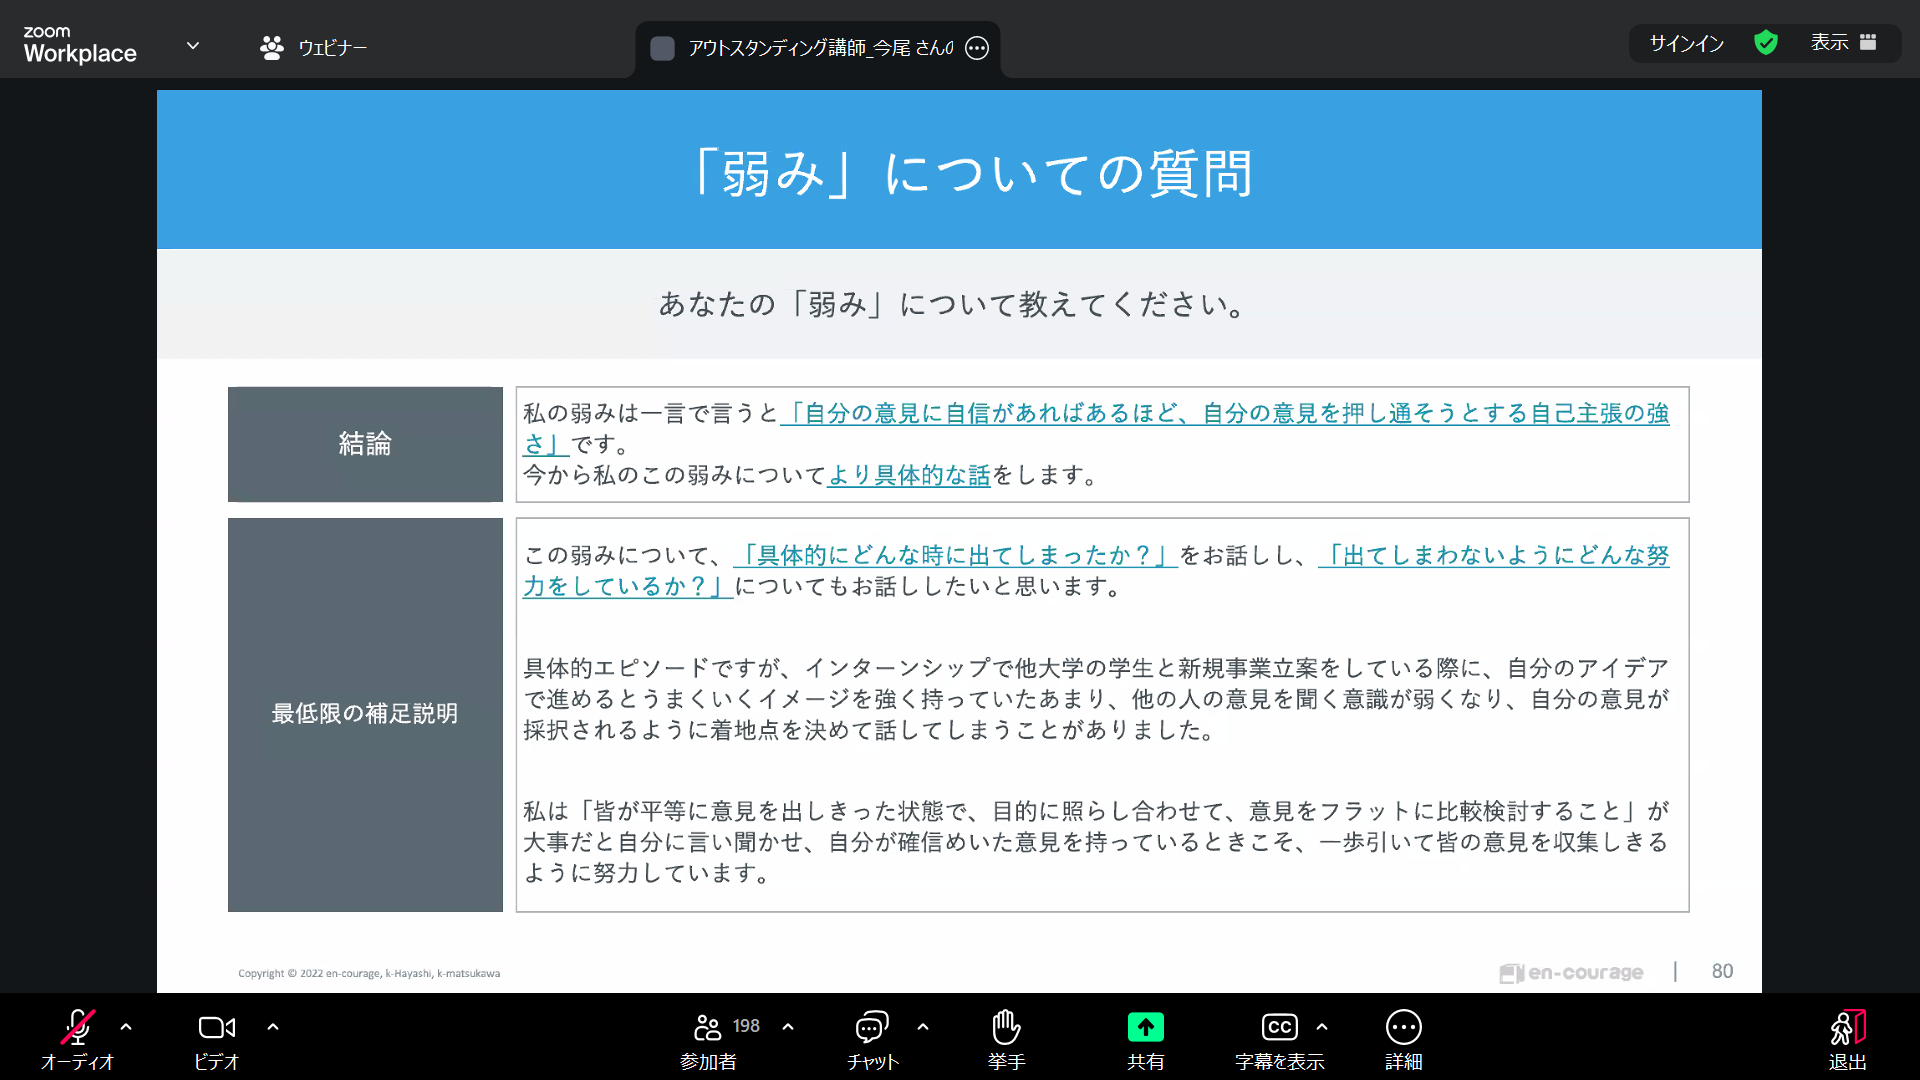 zoom
Workplace
ウェビナー
アウトスタンディング講師_今尾 さんの
サインイン
表示
「弱み」についての質問
あなたの「弱み」について教えてください。
結論
私の弱みは一言で言うと「自分の意見に自信があればあるほど、自分の意見を押し通そうとする自己主張の強
さ」です。
今から私のこの弱みについてより具体的な話をします。
最低限の補足説明
この弱みについて、「具体的にどんな時に出てしまったか？」をお話しし、「出てしまわないようにどんな努
力をしているか？」についてもお話ししたいと思います。
具体的エピソードですが、インターンシップで他大学の学生と新規事業立案をしている際に、自分のアイデア
で進めるとうまくいくイメージを強く持っていたあまり、他の人の意見を聞く意識が弱くなり、自分の意見が
採択されるように着地点を決めて話してしまうことがありました。
私は「皆が平等に意見を出しきった状態で、目的に照らし合わせて、意見をフラットに比較検討すること」が
大事だと自分に言い聞かせ、自分が確信めいた意見を持っているときこそ、一歩引いて皆の意見を収集しきる
ように努力しています。
Copyright © 2022 en-courage, k-Hayashi, k-matsukawa
en-courage
80
オーディオ
ビデオ
198
参加者
チャット
挙手
共有
CC
字幕を表示
詳細
退出